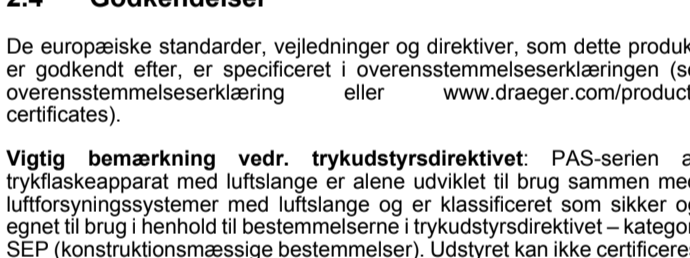 2.4 Godkendelser
De europæiske standarder, vejledninger og direktiver, som dette produk
er godkendt efter, er specificeret i overensstemmelseserklæringen (se
overensstemmelseserklæring eller www.draeger.com/product
certificates).
Vigtig bemærkning vedr. trykudstyrsdirektivet: PAS-serien a
trykflaskeapparat med luftslange er alene udviklet til brug sammen me
luftforsyningssystemer med luftslange og er klassificeret som sikker o
egnet til brug i henhold til bestemmelserne i trykudstyrsdirektivet – katego
SEP (konstruktionsmæssige bestemmelser). Udstyret kan ikke certificere